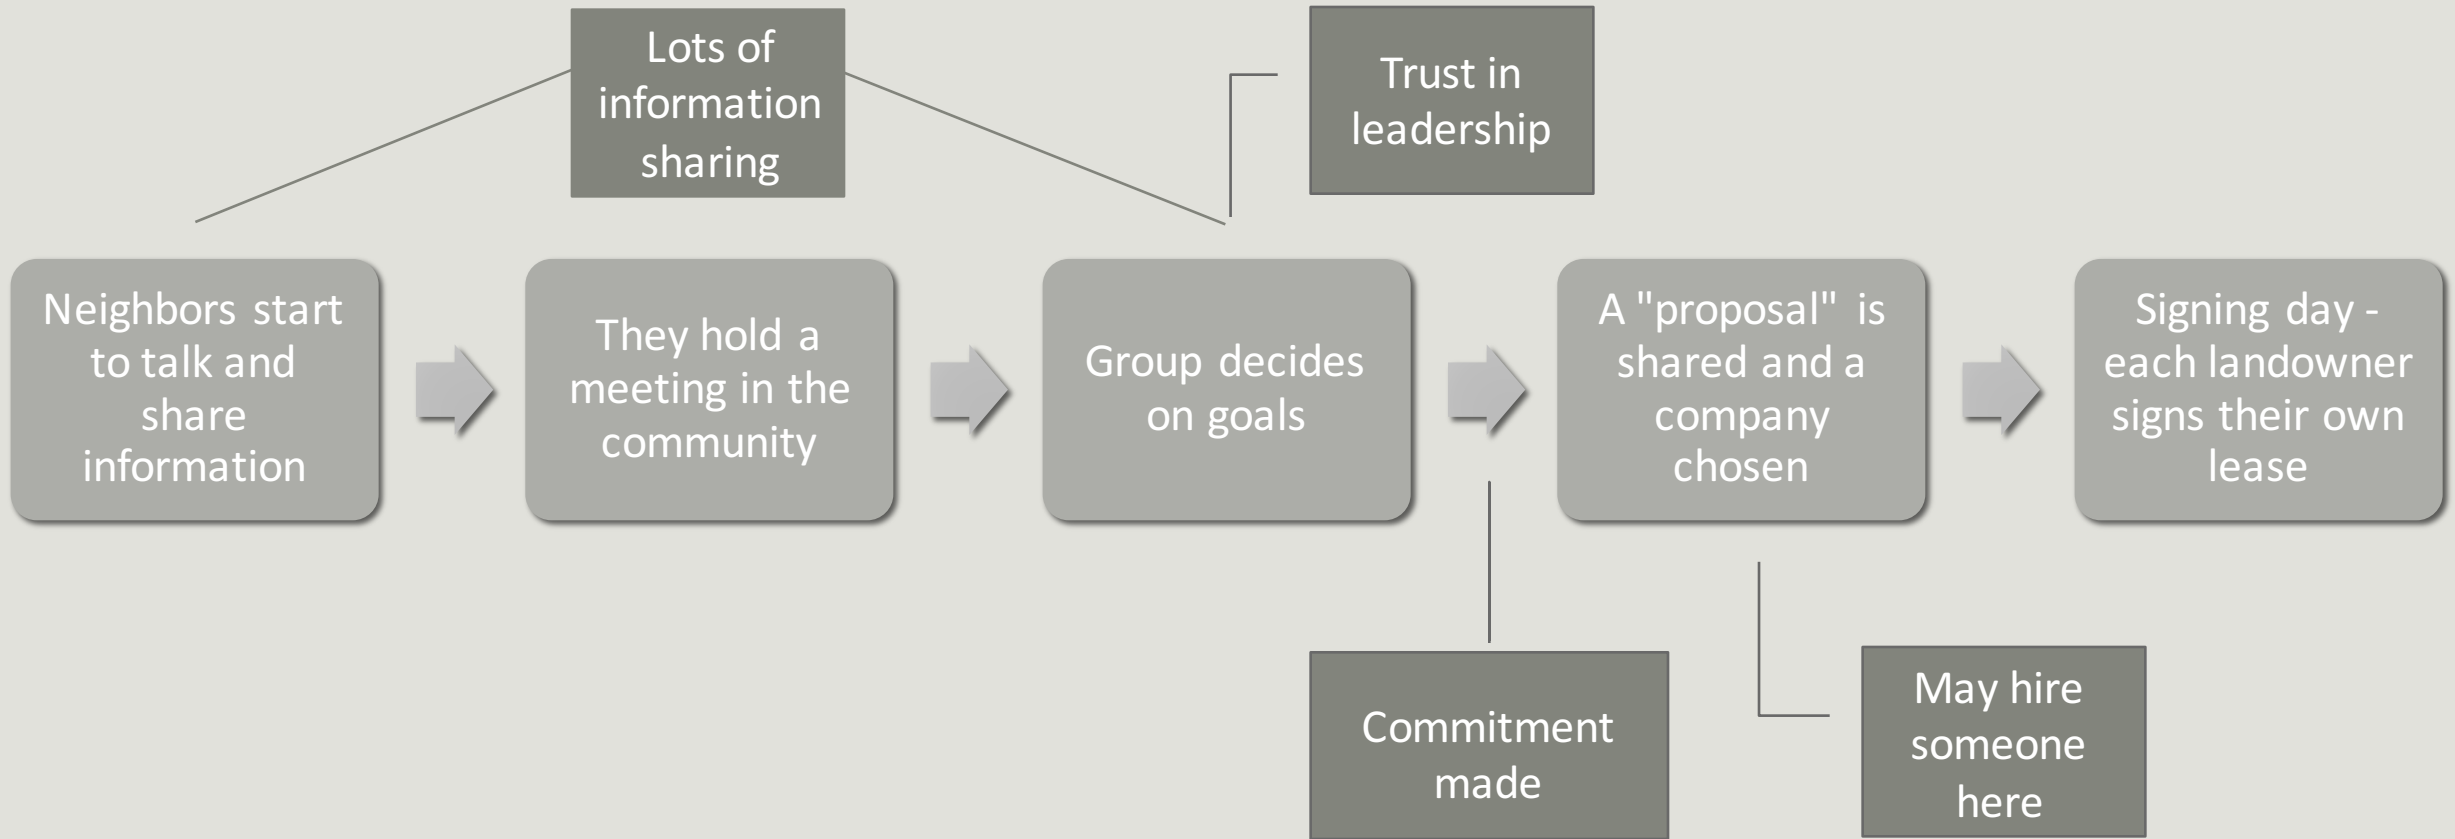 Lots of
information
sharing
Trust in
leadership
Neighbors start
to talk and
share
information
They hold a
meeting in the
community
Group decides
on goals
A "proposal" is
shared and a
company
chosen
Signing day -
each landowner
signs their own
lease
Commitment
made
May hire
someone
here